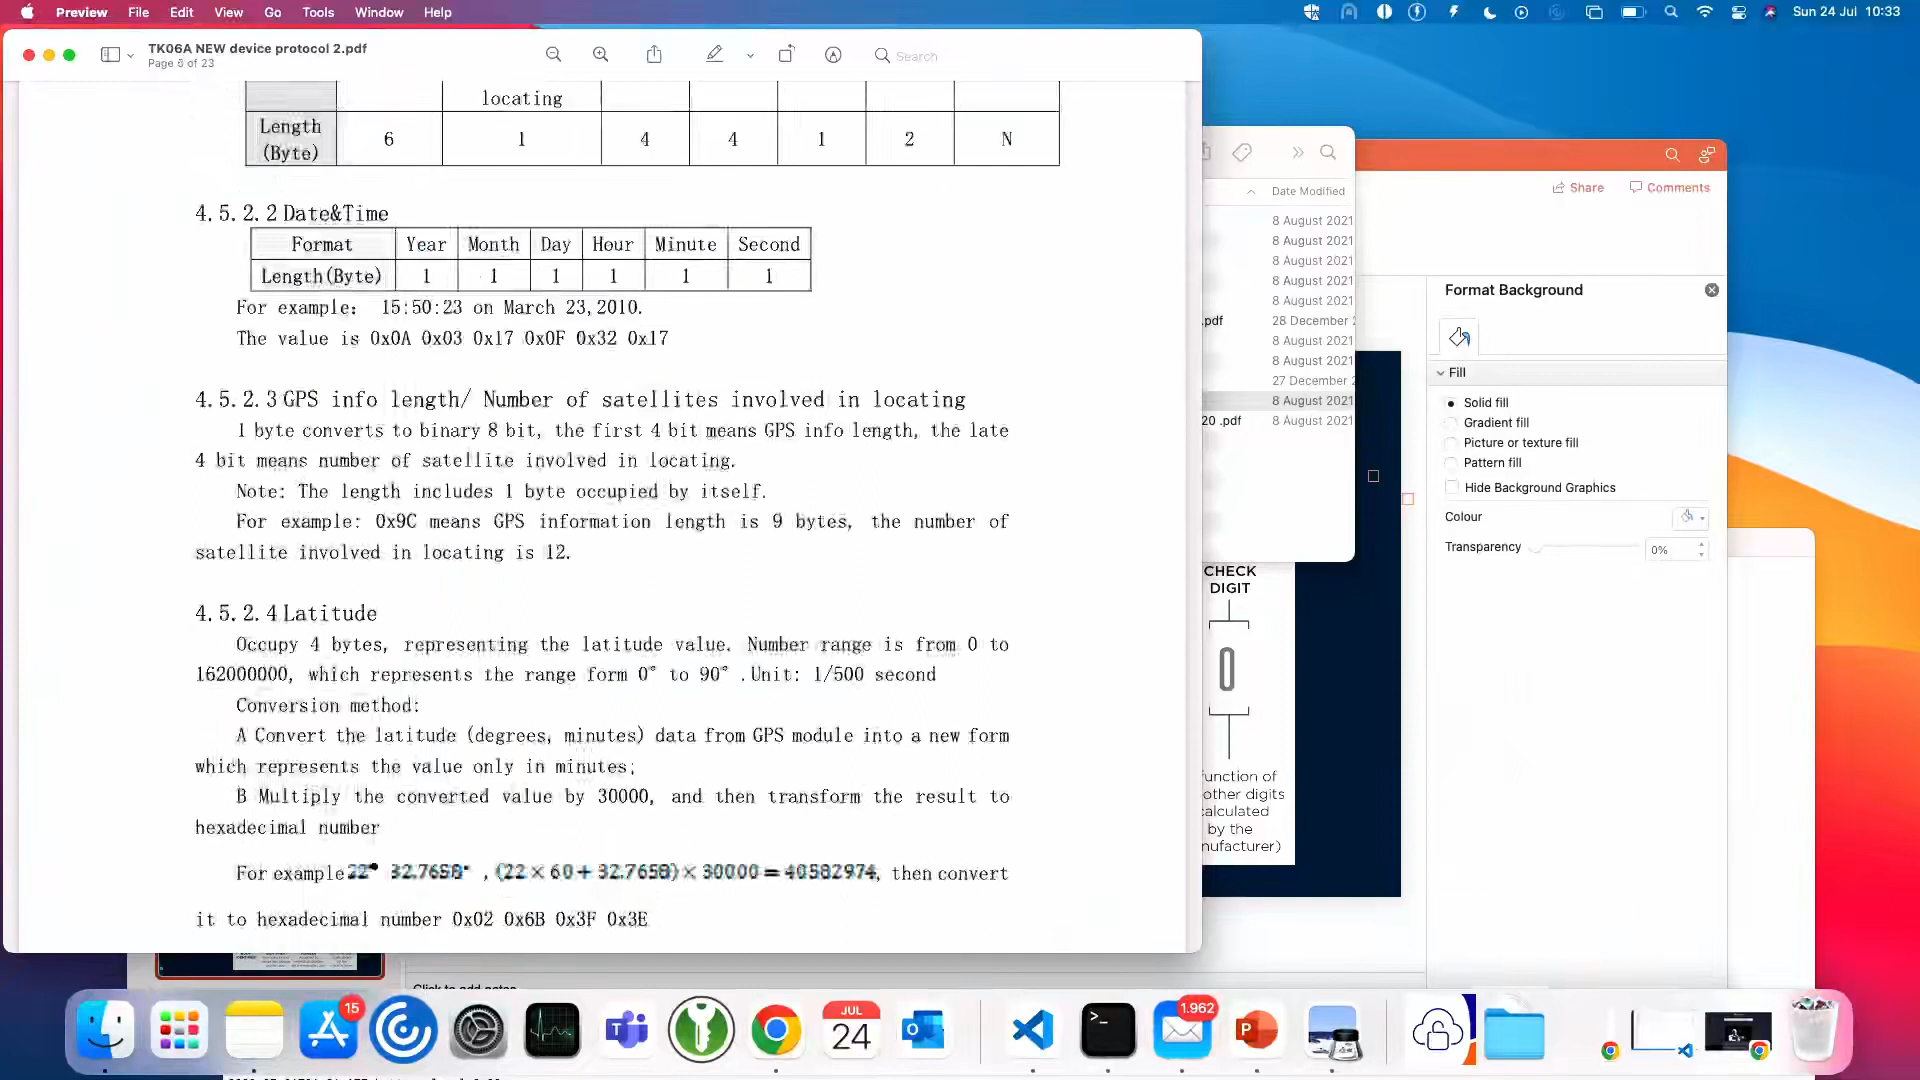 Preview File Edit View Go Tools Window Help
Sun 24 Jul 10:33
TK06A NEW device protocol 2.pdf
Page 6 of 23
Search
locating
Length (Byte) 6 1 4 4 1 2 N
4.5.2.2 Date&Time
Format Year Month Day Hour Minute Second
Length(Byte) 1 1 1 1 1 1
For example: 15:50:23 on March 23,2010.
The value is 0x0A 0x03 0x17 0x0F 0x32 0x17
4.5.2.3 GPS info length/ Number of satellites involved in locating
1 byte converts to binary 8 bit, the first 4 bit means GPS info length, the late
4 bit means number of satellite involved in locating.
Note: The length includes 1 byte occupied by itself.
For example: 0x9C means GPS information length is 9 bytes, the number of
satellite involved in locating is 12.
4.5.2.4 Latitude
Occupy 4 bytes, representing the latitude value. Number range is from 0 to
162000000, which represents the range form 0° to 90° .Unit: 1/500 second
Conversion method:
A Convert the latitude (degrees, minutes) data from GPS module into a new form
which represents the value only in minutes;
B Multiply the converted value by 30000, and then transform the result to
hexadecimal number
For example 22° 32.7658' , (22 × 60 + 32.7658) × 30000 = 40582974, then convert
it to hexadecimal number 0x02 0x6B 0x3F 0x3E
Date Modified
8 August 2021
8 August 2021
8 August 2021
8 August 2021
8 August 2021
.pdf 28 December
8 August 2021
8 August 2021
27 December
8 August 2021
20 .pdf 8 August 2021
Share Comments
Format Background
Fill
Solid fill
Gradient fill
Picture or texture fill
Pattern fill
Hide Background Graphics
Colour
Transparency 0%
CHECK
DIGIT
0
unction of
other digits
calculated
by the
nufacturer)
15
JUL
24
1.962